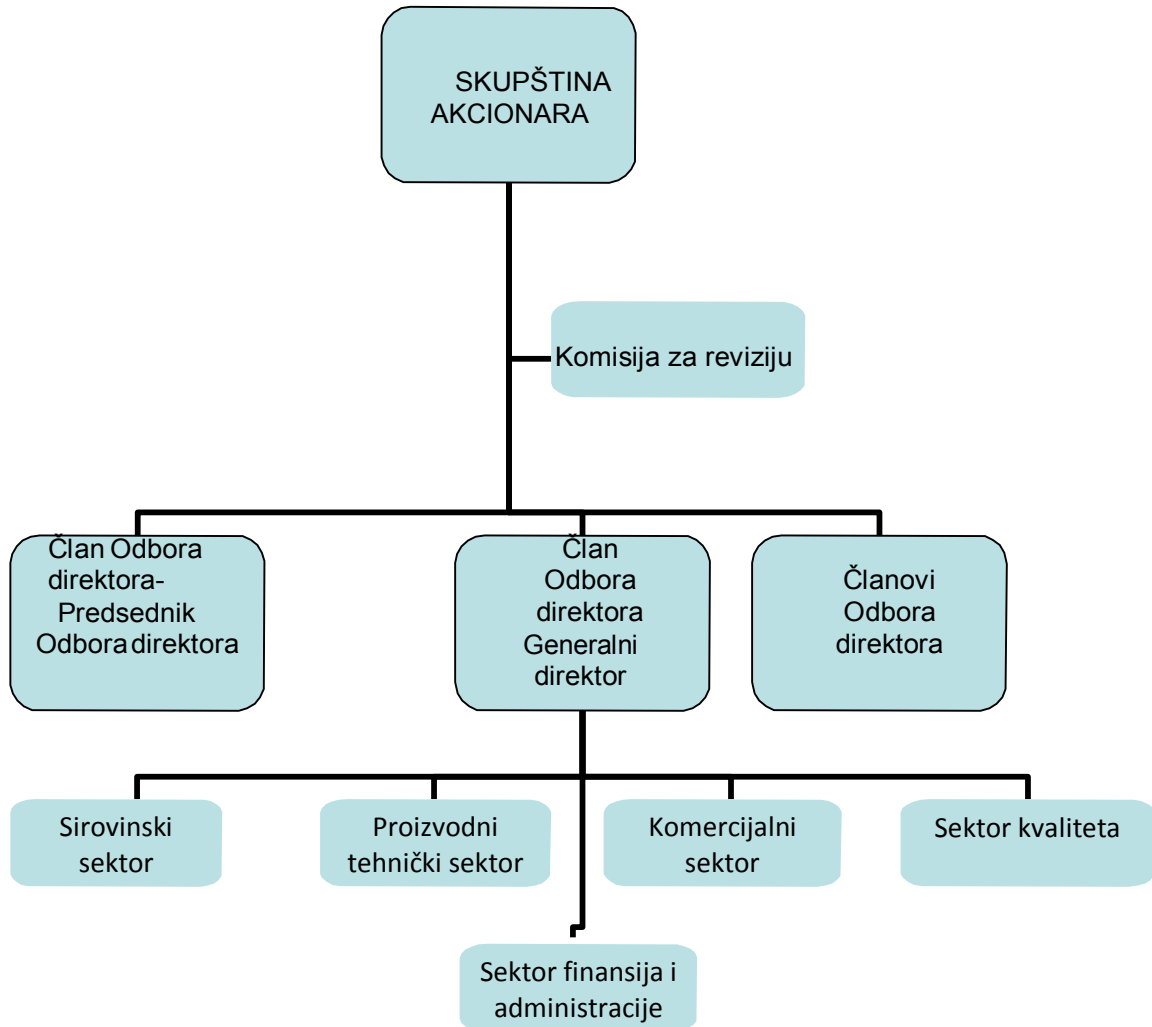 SKUPŠTINA
AKCIONARA
Komisija za reviziju
Član Odbora
direktora-
Predsednik
Odbora direktora
Član
Odbora
direktora
Generalni
direktor
Članovi
Odbora
direktora
Sirovinski
sektor
Proizvodni
tehnički sektor
Komercijalni
sektor
Sektor kvaliteta
Sektor finansija i
administracije